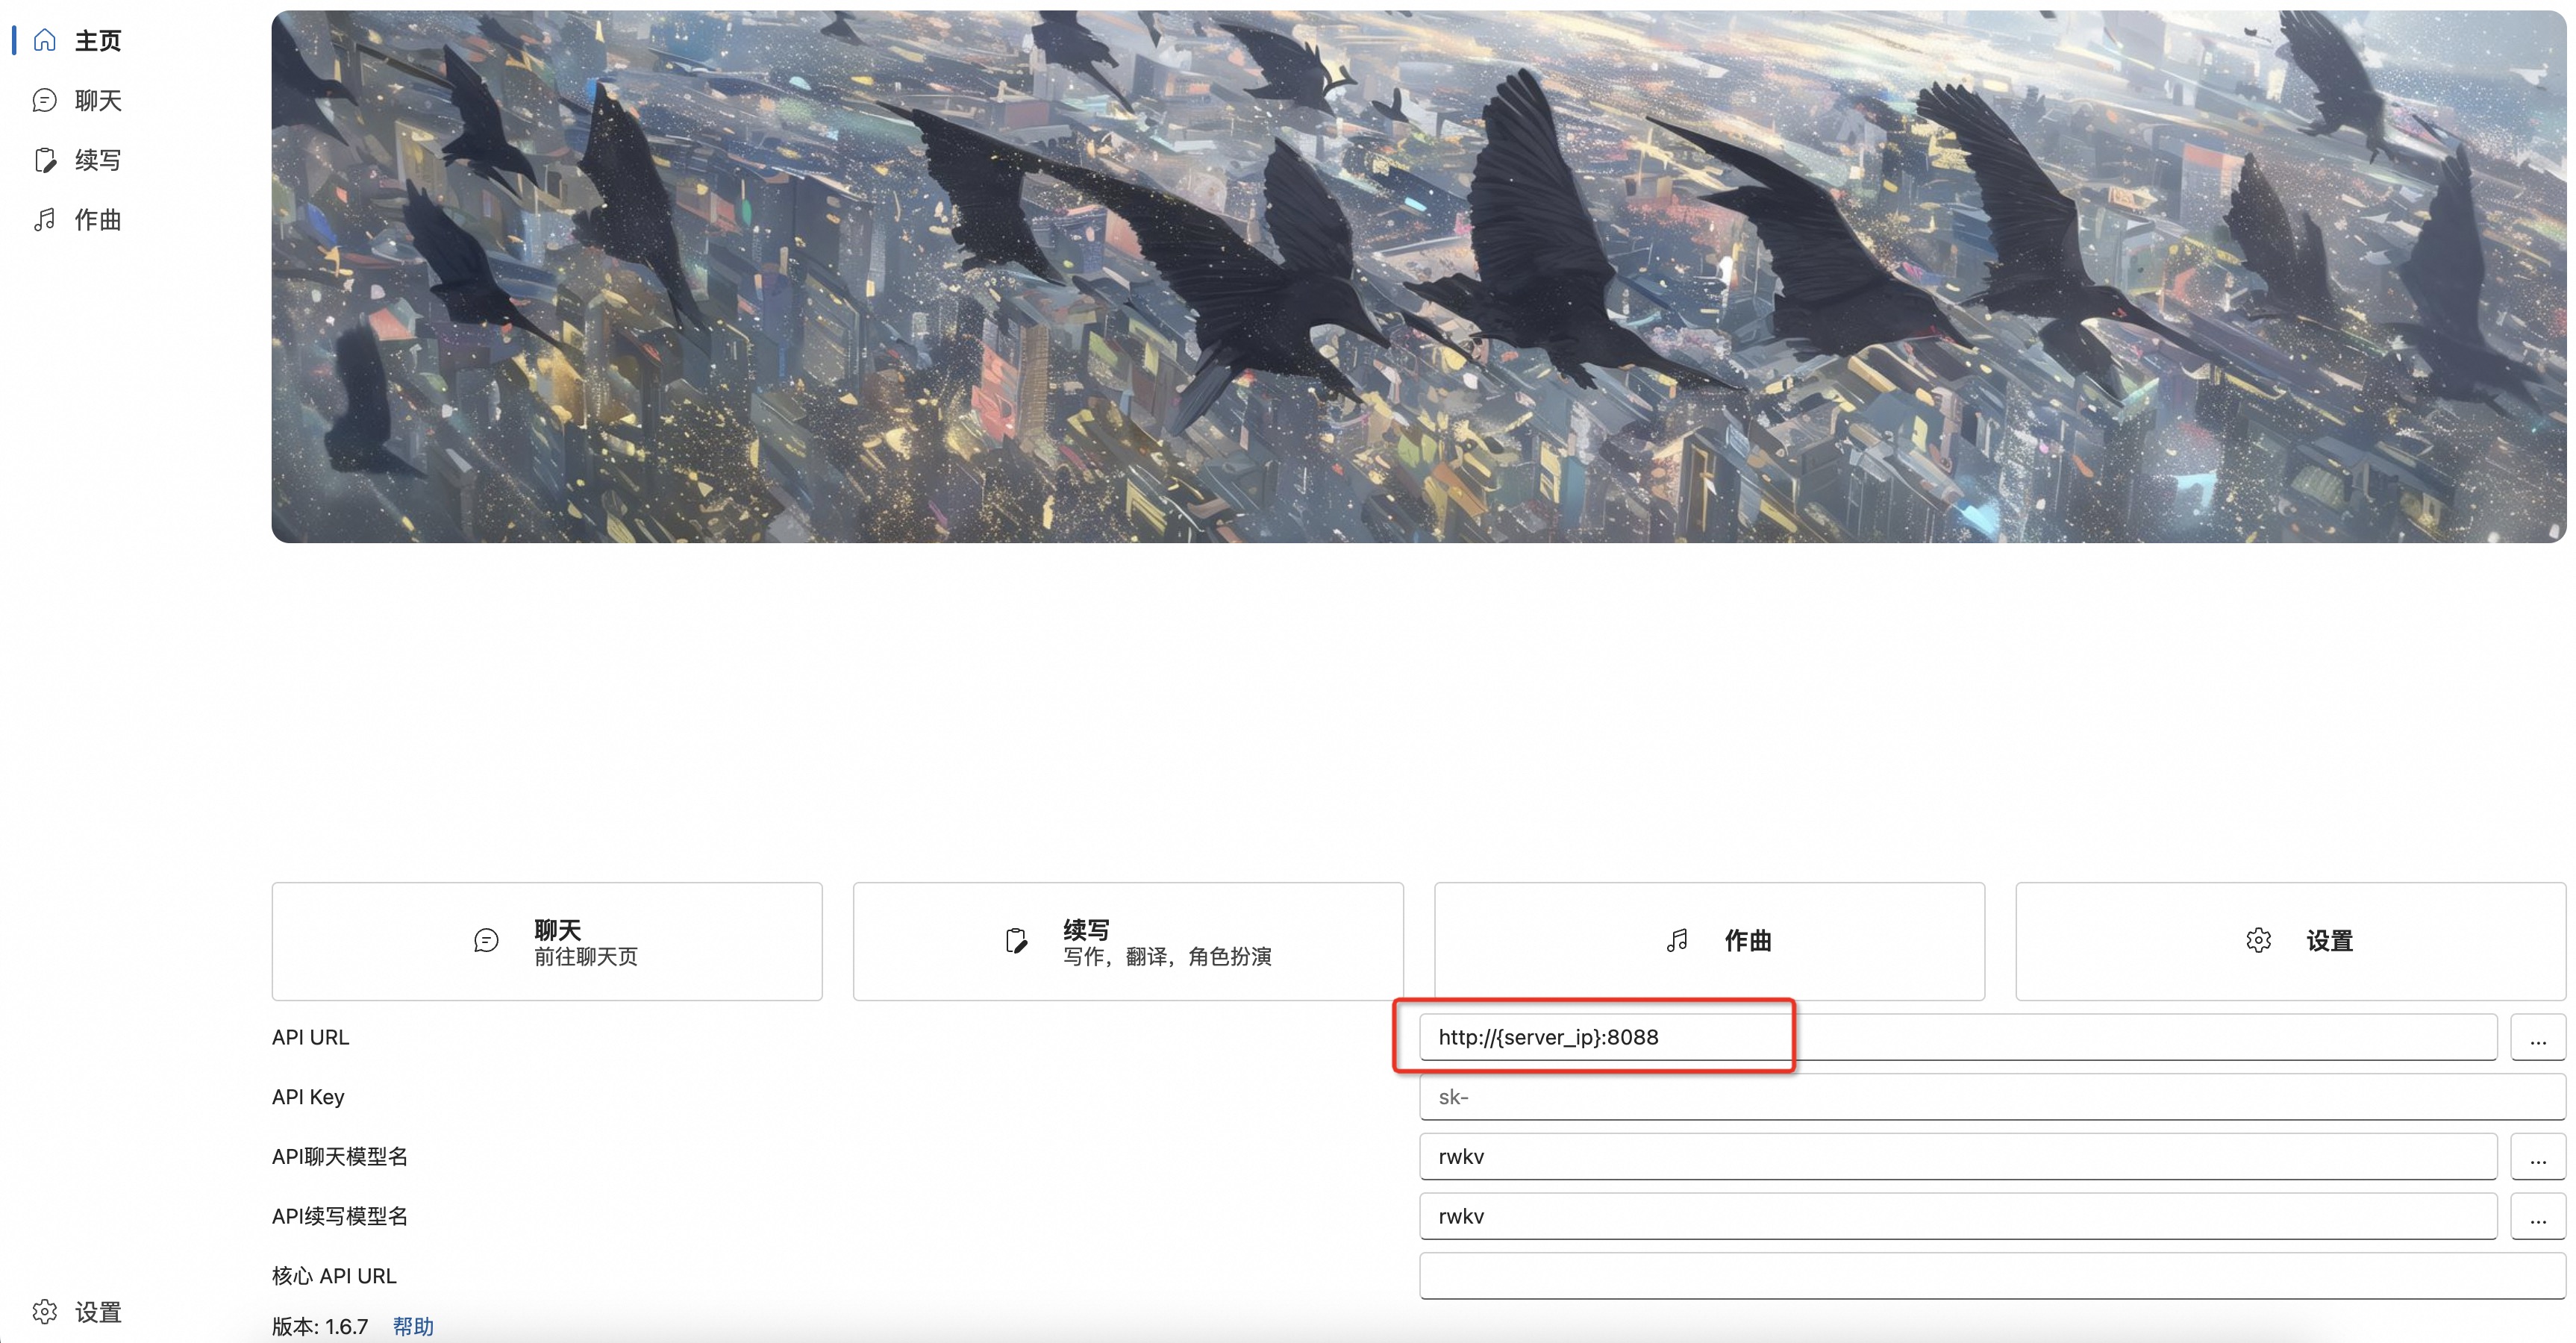 主页
聊天
续写
作曲
聊天
前往聊天页
续写
写作，翻译，角色扮演
作曲
设置
API URL
http://{server_ip}:8088
...
API Key
sk-
API聊天模型名
rwkv
...
API续写模型名
rwkv
...
核心 API URL
设置
版本: 1.6.7 帮助